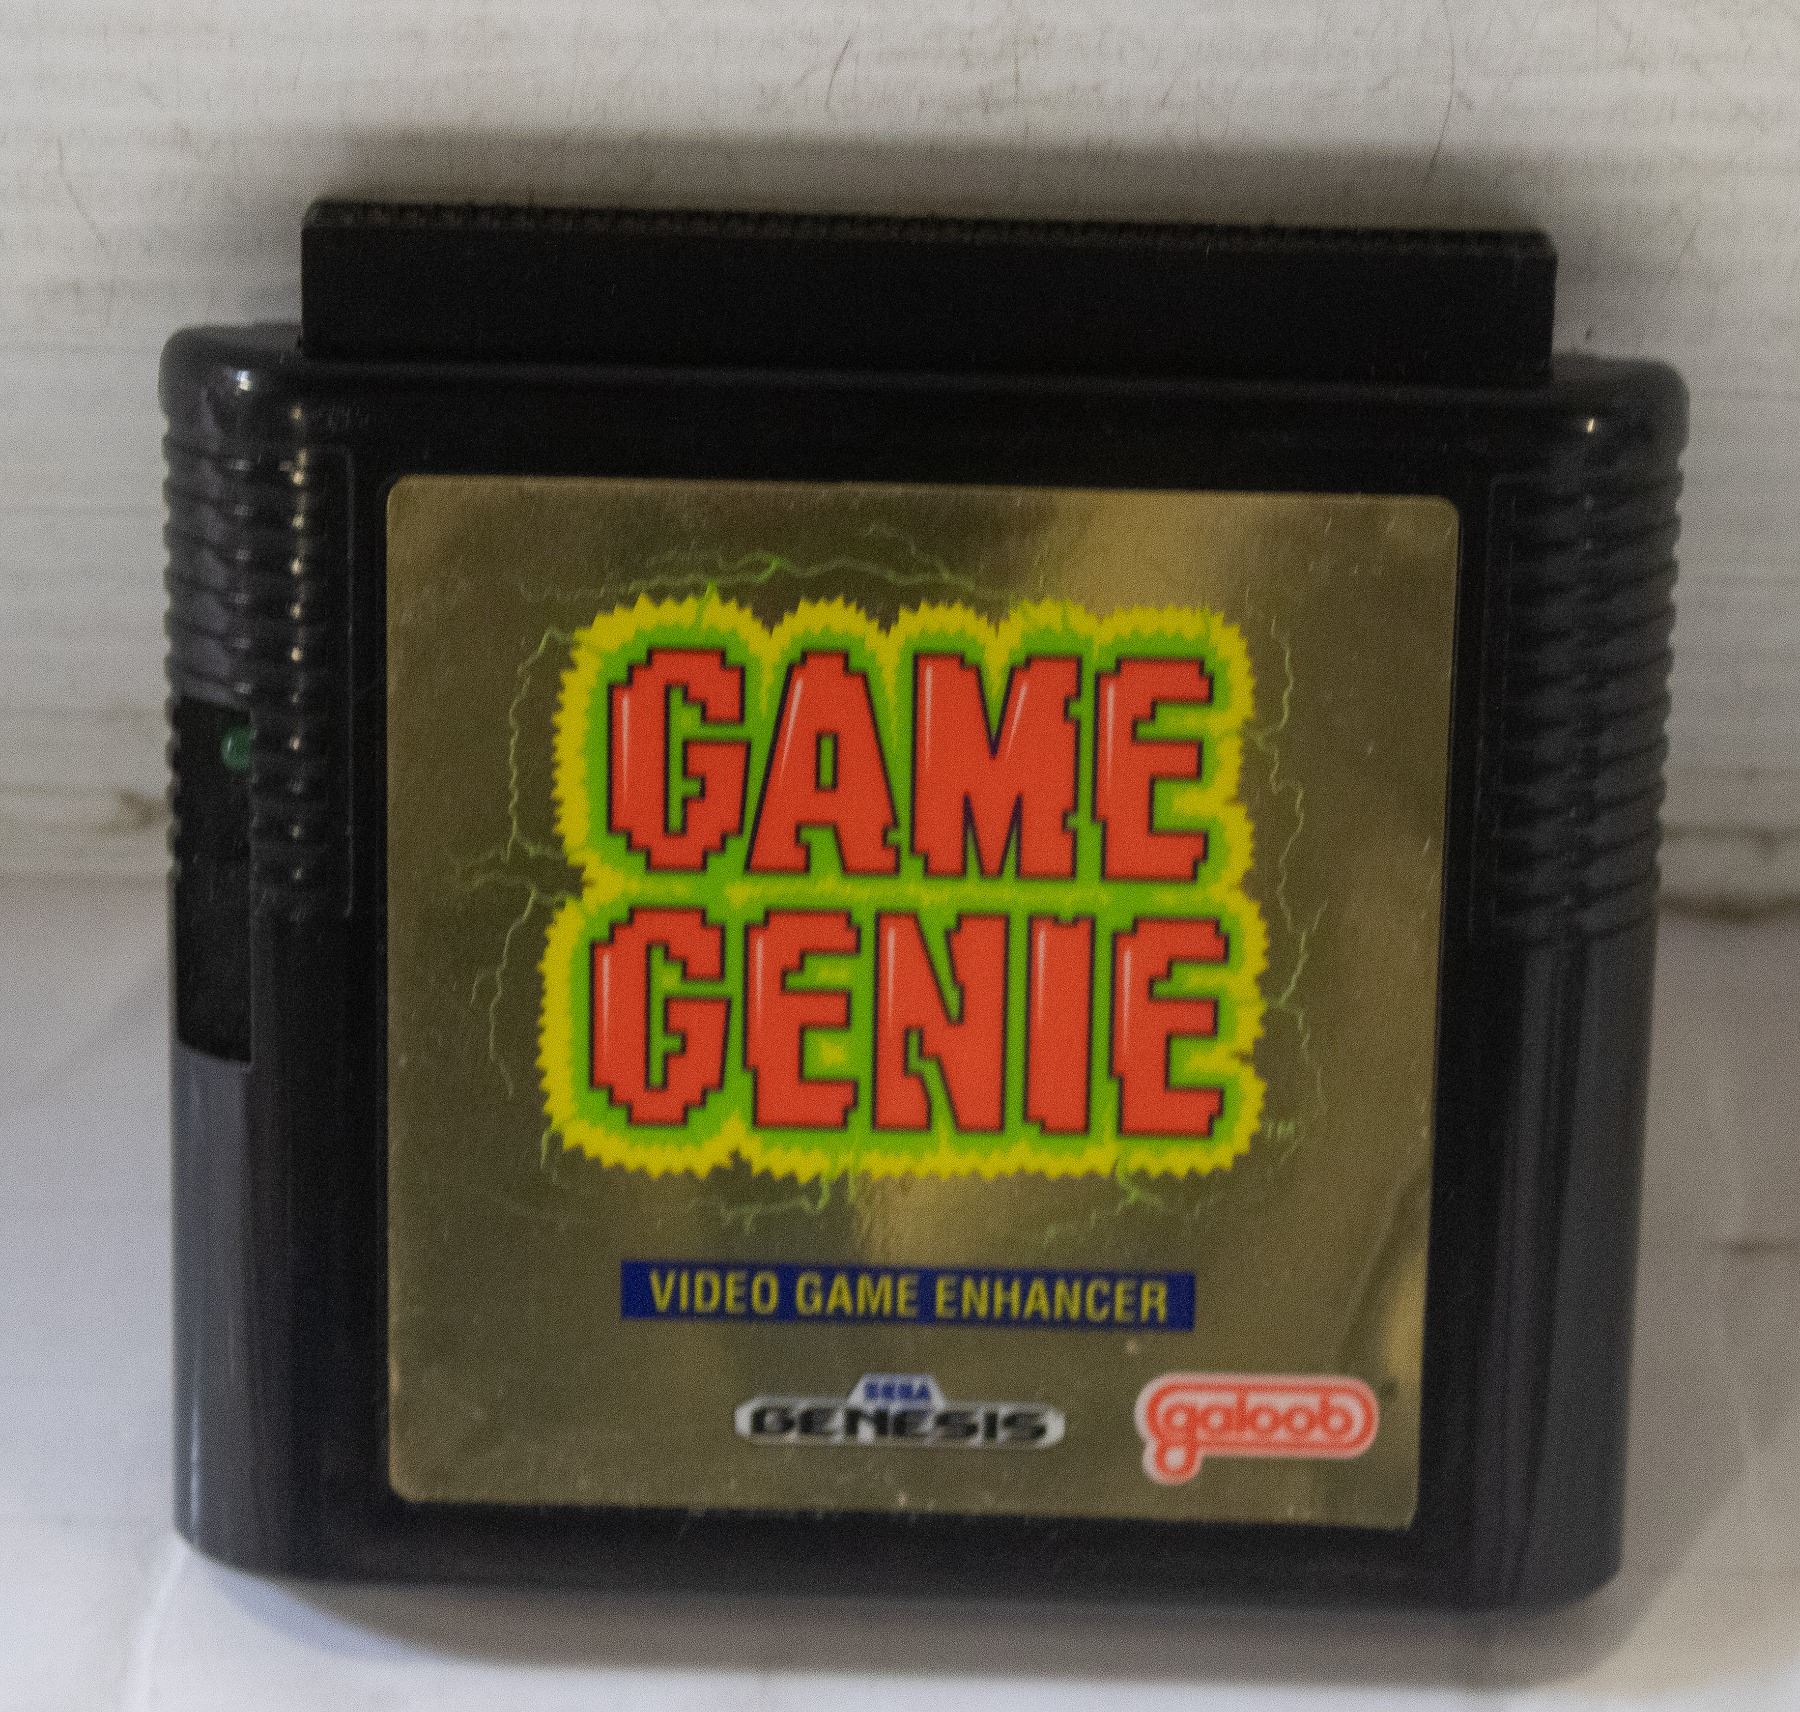 GAME
GENIE
VIDEO GAME ENHANCER
SEGA
GENESIS
galoob